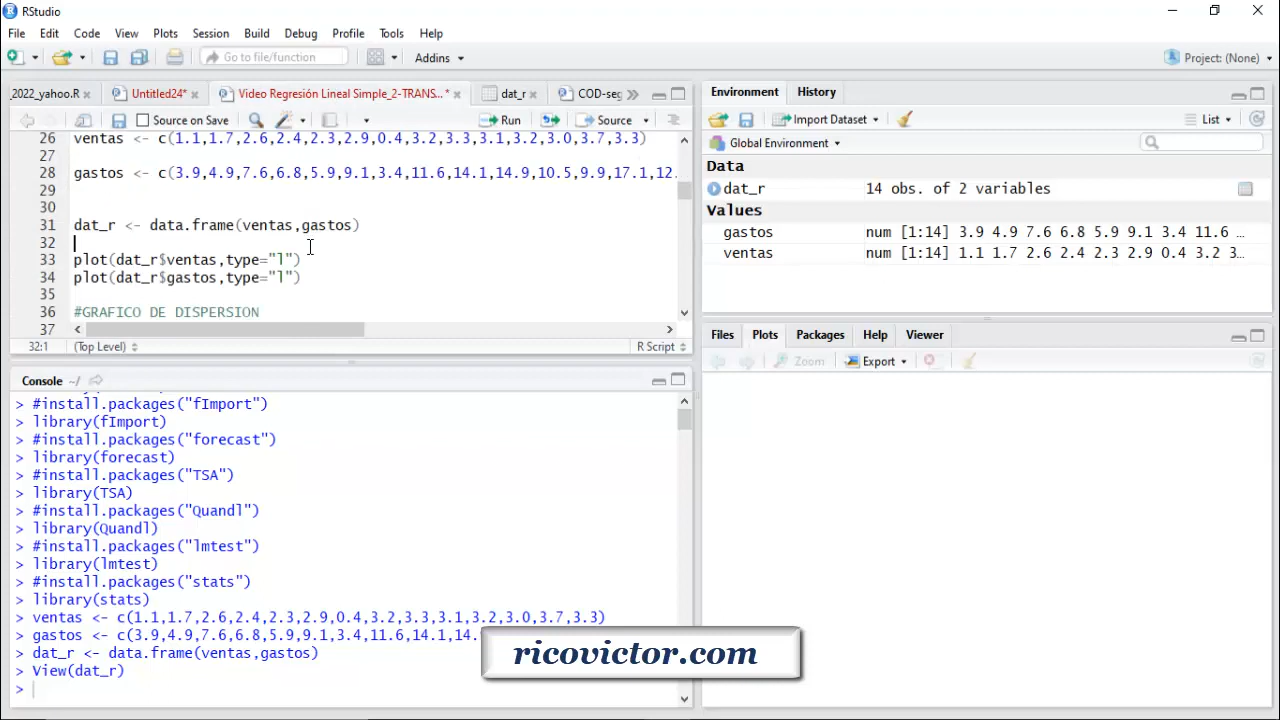 RStudio
File Edit Code View Plots Session Build Debug Profile Tools Help
Go to file/function Addins Project: (None)
_2022_yahoo.R Untitled24* Video Regresión Lineal Simple_2-TRANS...* dat_r COD-seg
Source on Save Run Source
26 ventas <- c(1.1,1.7,2.6,2.4,2.3,2.9,0.4,3.2,3.3,3.1,3.2,3.0,3.7,3.3)
27
28 gastos <- c(3.9,4.9,7.6,6.8,5.9,9.1,3.4,11.6,14.1,14.9,10.5,9.9,17.1,12.
29
30
31 dat_r <- data.frame(ventas,gastos)
32
33 plot(dat_r$ventas,type="l")
34 plot(dat_r$gastos,type="l")
35
36 #GRAFICO DE DISPERSION
37
32:1 (Top Level) R Script
Console ~/
> #install.packages("fImport")
> library(fImport)
> #install.packages("forecast")
> library(forecast)
> #install.packages("TSA")
> library(TSA)
> #install.packages("Quandl")
> library(Quandl)
> #install.packages("lmtest")
> library(lmtest)
> #install.packages("stats")
> library(stats)
> ventas <- c(1.1,1.7,2.6,2.4,2.3,2.9,0.4,3.2,3.3,3.1,3.2,3.0,3.7,3.3)
> gastos <- c(3.9,4.9,7.6,6.8,5.9,9.1,3.4,11.6,14.1,14.
> dat_r <- data.frame(ventas,gastos)
> View(dat_r)
>
Environment History
Import Dataset List
Global Environment
Data
dat_r 14 obs. of 2 variables
Values
gastos num [1:14] 3.9 4.9 7.6 6.8 5.9 9.1 3.4 11.6 ...
ventas num [1:14] 1.1 1.7 2.6 2.4 2.3 2.9 0.4 3.2 3...
Files Plots Packages Help Viewer
Zoom Export
ricovictor.com